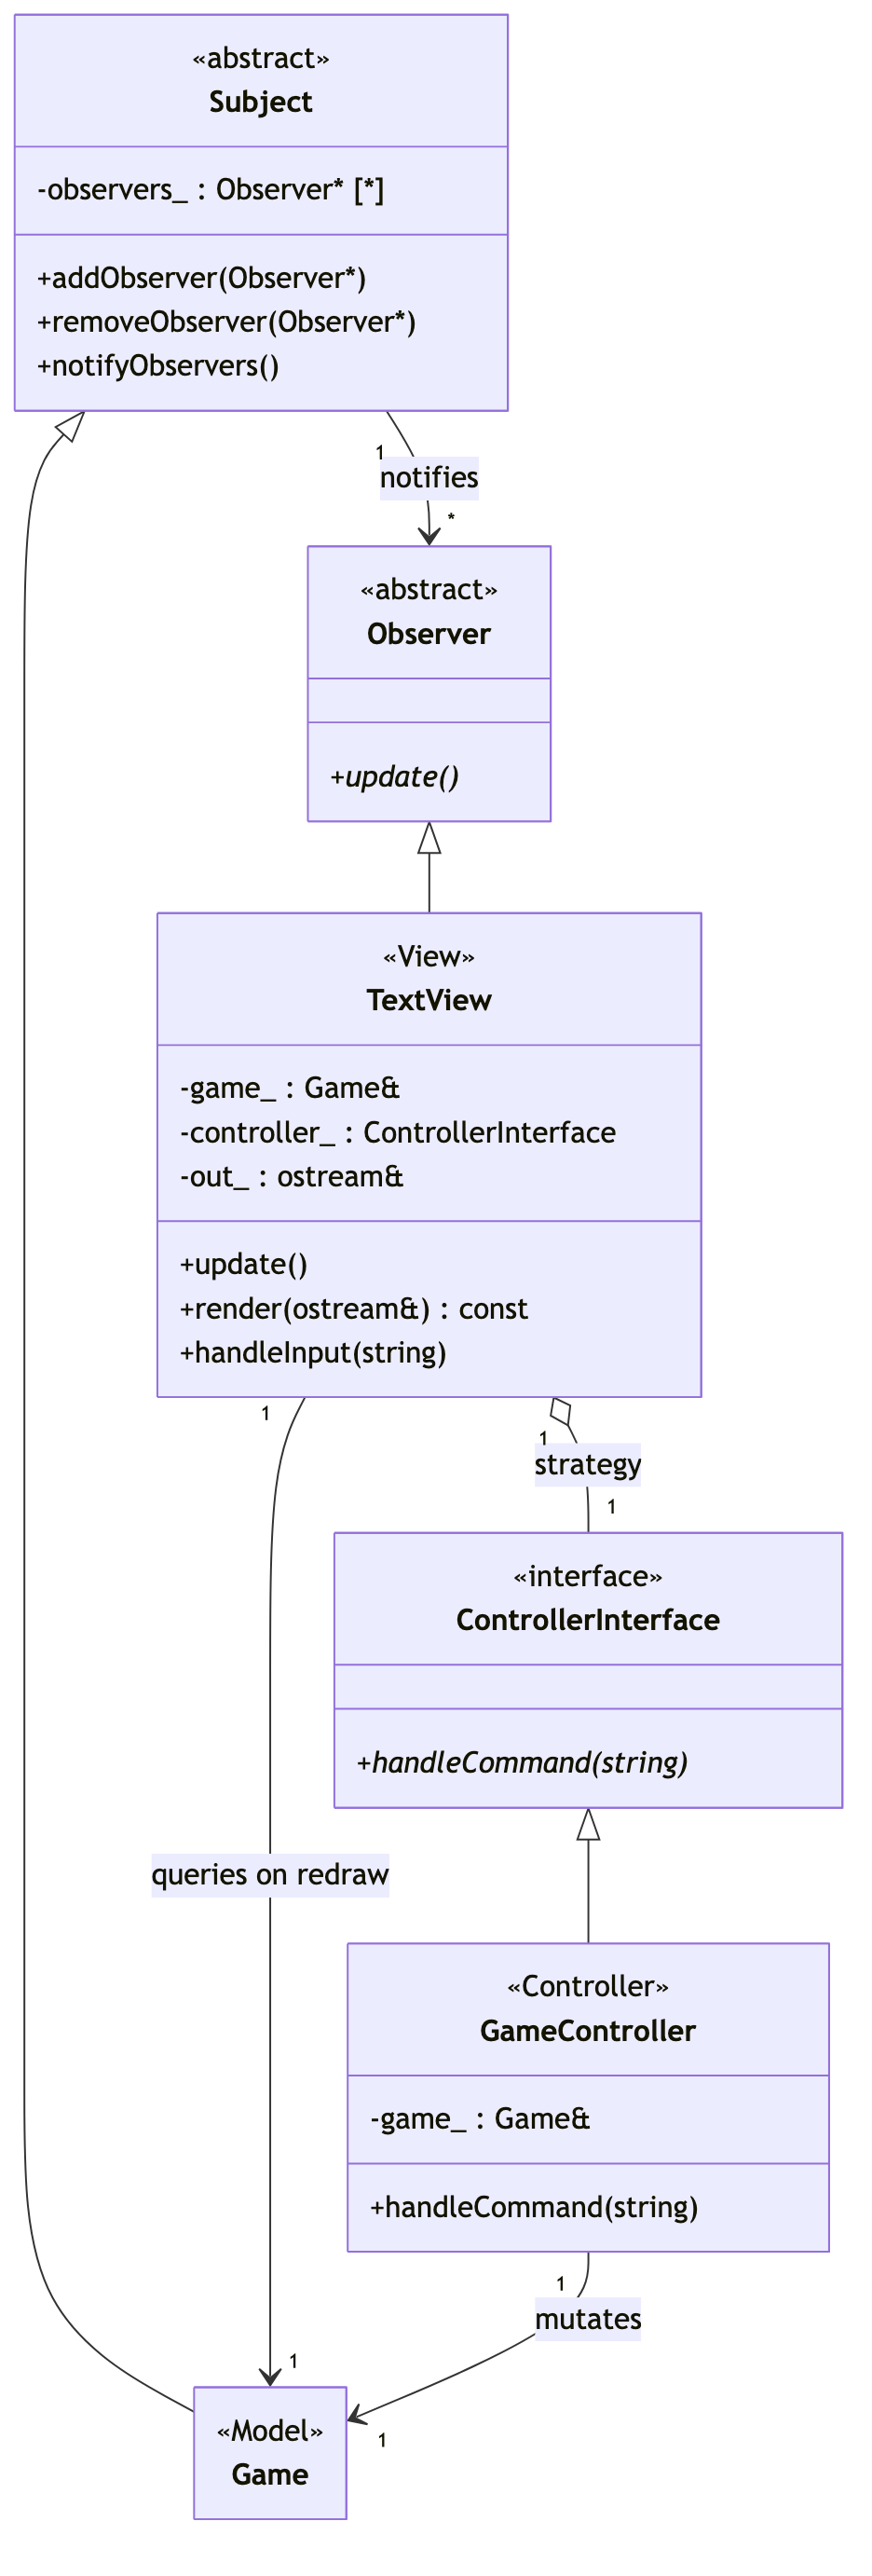 «abstract»
Subject
-observers_ : Observer* [*]
+addObserver(Observer*)
+removeObserver(Observer*)
+notifyObservers()
1
notifies
*
«abstract»
Observer
+update()
«View»
TextView
-game_ : Game&
-controller_ : ControllerInterface
-out_ : ostream&
+update()
+render(ostream&) : const
+handleInput(string)
1
1
strategy
1
«interface»
ControllerInterface
+handleCommand(string)
queries on redraw
«Controller»
GameController
-game_ : Game&
+handleCommand(string)
1
mutates
1
1
«Model»
Game